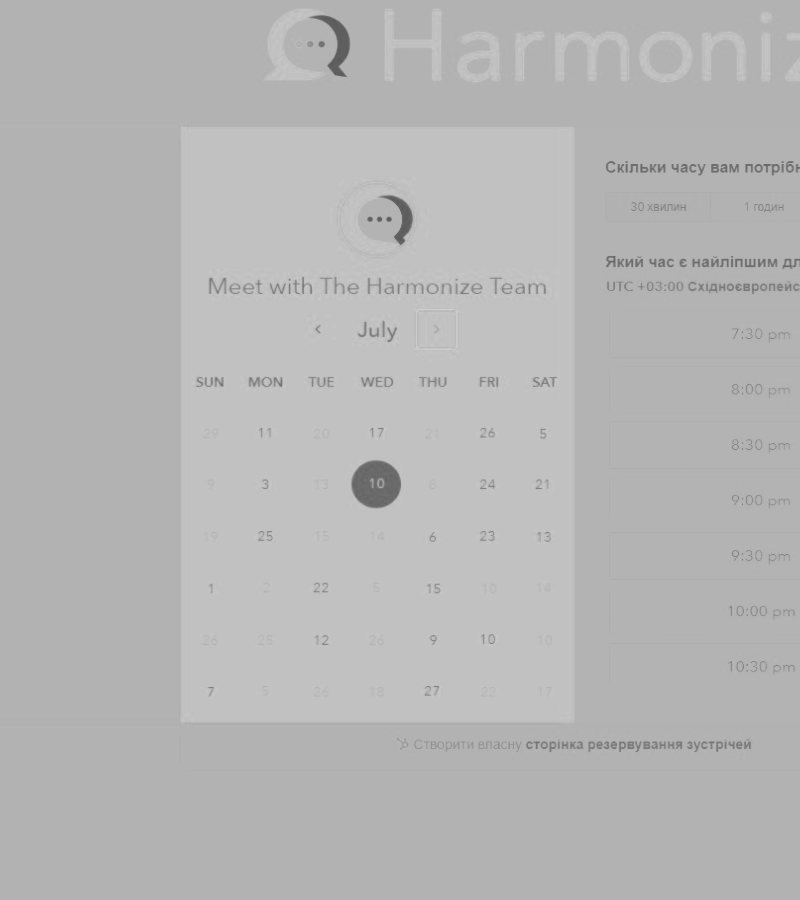 Harmoniz
Meet with The Harmonize Team
July
SUN MON TUE WED THU FRI SAT
29 11 20 17 21 26 5
9 3 13 10 8 24 21
19 25 15 14 6 23 13
1 2 22 5 15 10 14
26 25 12 26 9 10 10
7 5 26 18 27 22 17
Скільки часу вам потрібн
30 хвилин 1 годин
Який час є найліпшим дл
UTC +03:00 Східноєвропейс
7:30 pm
8:00 pm
8:30 pm
9:00 pm
9:30 pm
10:00 pm
10:30 pm
Створити власну сторінка резервування зустрічей